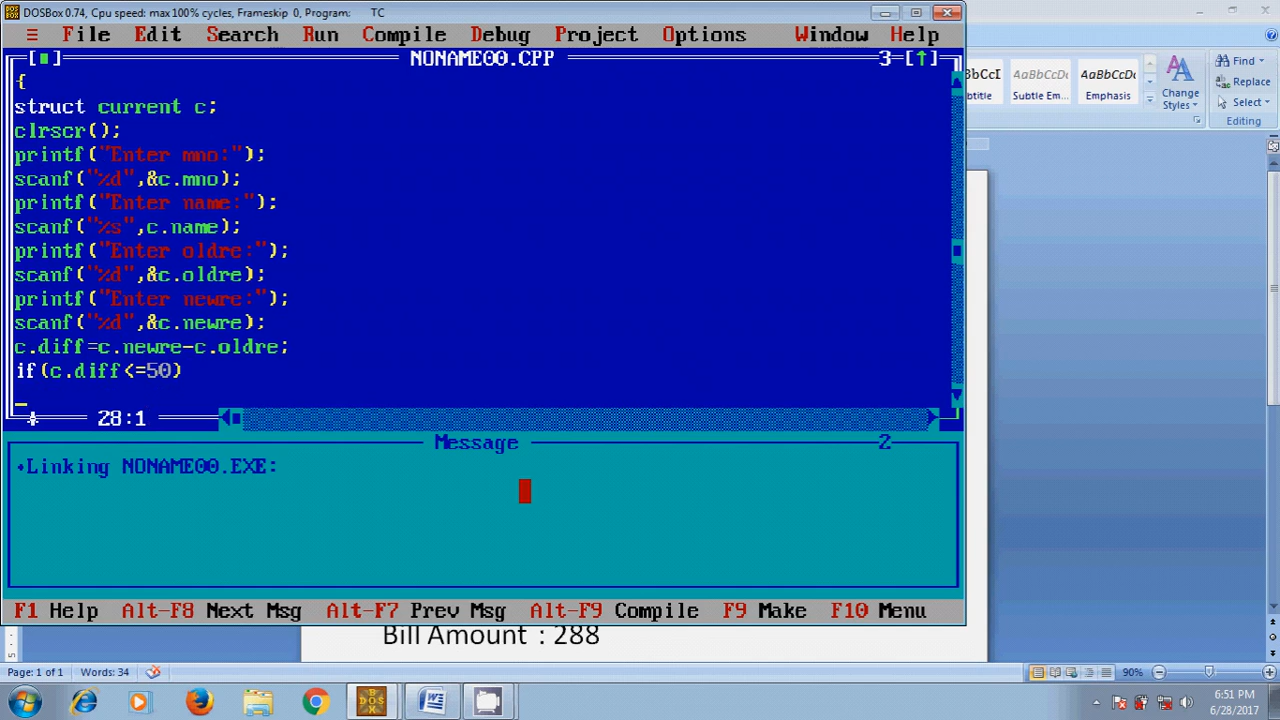 DOSBox 0.74, Cpu speed: max 100% cycles, Frameskip 0, Program: TC
≡ File Edit Search Run Compile Debug Project Options Window Help
[■] NONAME00.CPP 3=[↑]
{
struct current c;
clrscr();
printf("Enter mno:");
scanf("%d",&c.mno);
printf("Enter name:");
scanf("%s",c.name);
printf("Enter oldre:");
scanf("%d",&c.oldre);
printf("Enter newre:");
scanf("%d",&c.newre);
c.diff=c.newre-c.oldre;
if(c.diff<=50)
28:1
Message 2
•Linking NONAME00.EXE:
F1 Help Alt-F8 Next Msg Alt-F7 Prev Msg Alt-F9 Compile F9 Make F10 Menu
bCcI AaBbCcDc AaBbCcDc
btitle Subtle Em... Emphasis
Change
Styles
Find
Replace
Select
Editing
Bill Amount : 288
Page: 1 of 1 Words: 34 90%
6:51 PM
6/28/2017